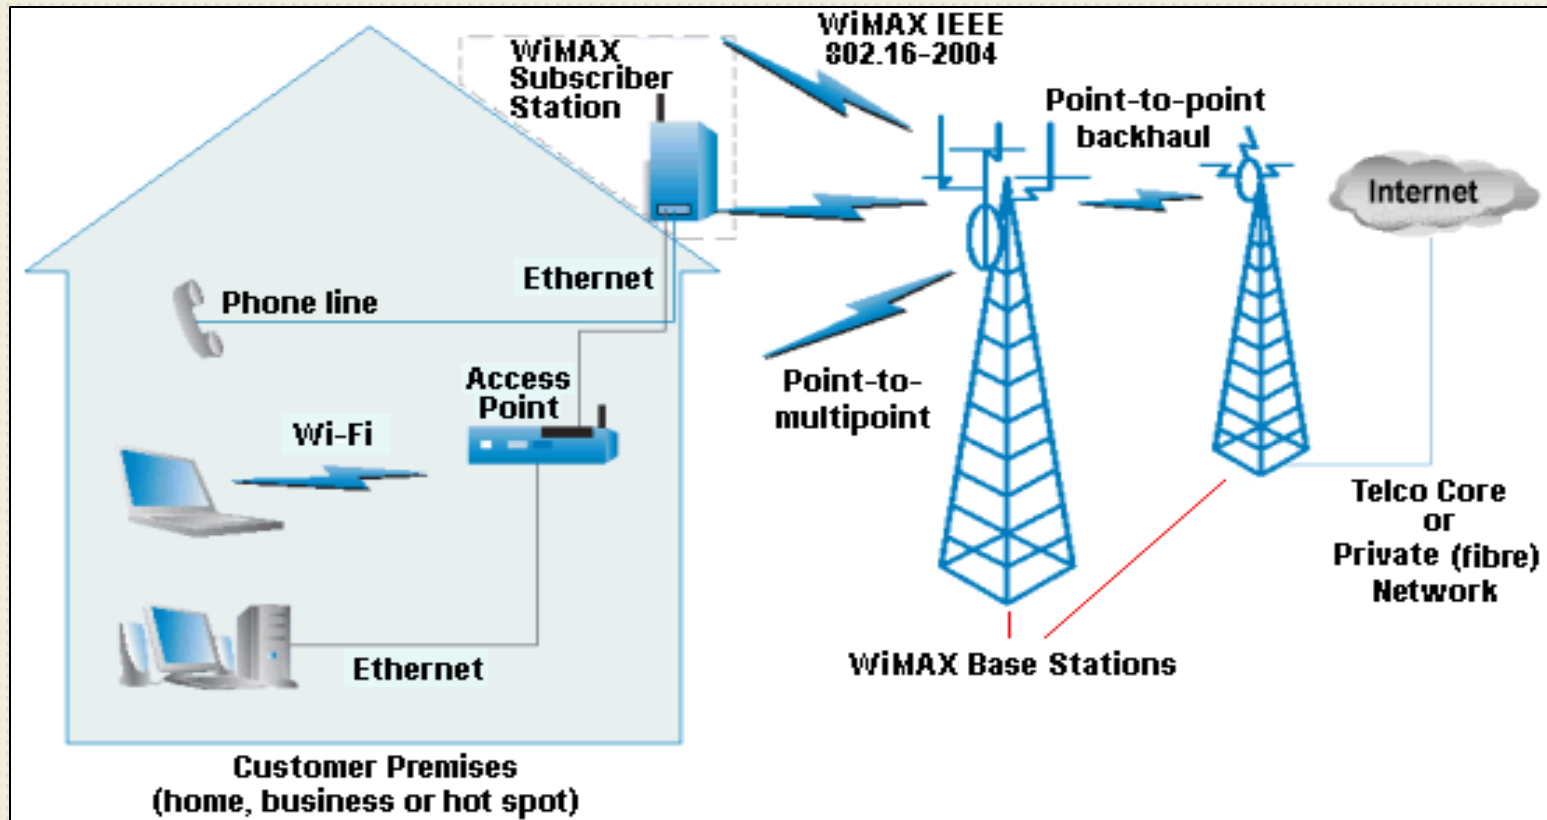 WiMAX IEEE
802.16-2004
WiMAX
Subscriber
Station
Point-to-point
backhaul
Internet
Ethernet
Phone line
Access
Point
Point-to-
multipoint
Wi-Fi
Telco Core
or
Private (fibre)
Network
Ethernet
WiMAX Base Stations
Customer Premises
(home, business or hot spot)